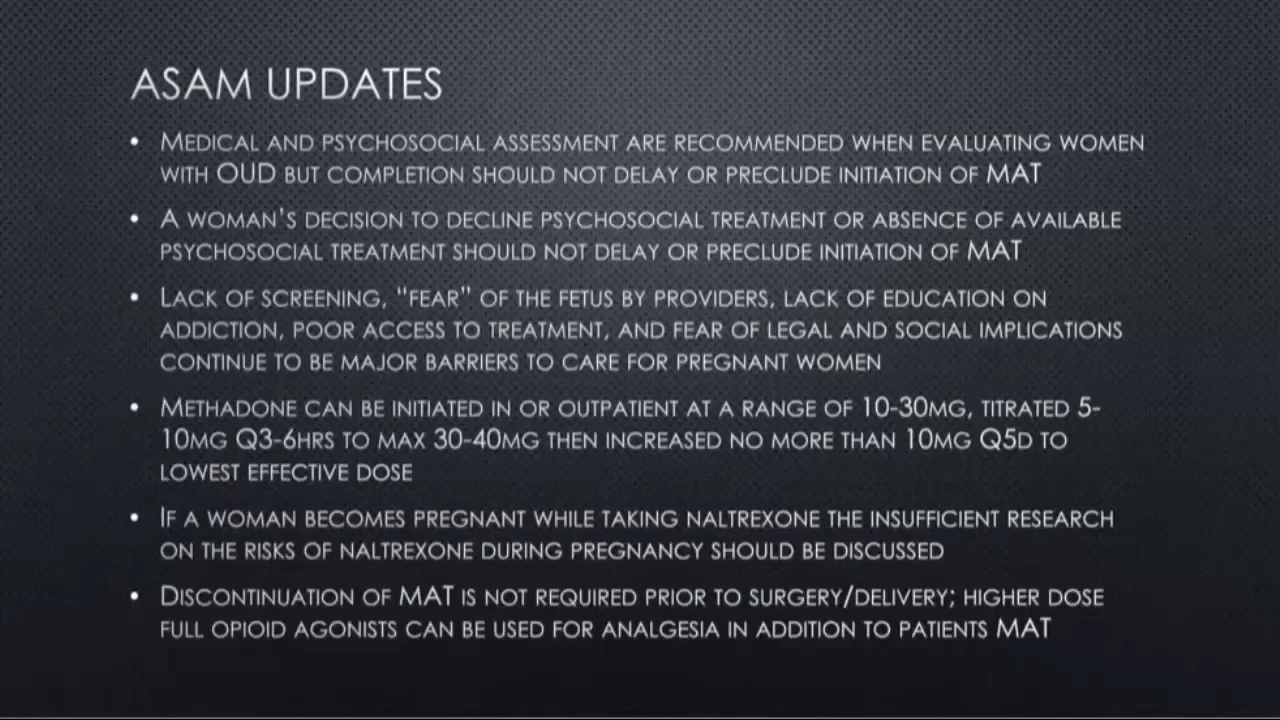 ASAM UPDATES
• MEDICAL AND PSYCHOSOCIAL ASSESSMENT ARE RECOMMENDED WHEN EVALUATING WOMEN
WITH OUD BUT COMPLETION SHOULD NOT DELAY OR PRECLUDE INITIATION OF MAT
• A WOMAN'S DECISION TO DECLINE PSYCHOSOCIAL TREATMENT OR ABSENCE OF AVAILABLE
PSYCHOSOCIAL TREATMENT SHOULD NOT DELAY OR PRECLUDE INITIATION OF MAT
• LACK OF SCREENING, “FEAR” OF THE FETUS BY PROVIDERS, LACK OF EDUCATION ON
ADDICTION, POOR ACCESS TO TREATMENT, AND FEAR OF LEGAL AND SOCIAL IMPLICATIONS
CONTINUE TO BE MAJOR BARRIERS TO CARE FOR PREGNANT WOMEN
• METHADONE CAN BE INITIATED IN OR OUTPATIENT AT A RANGE OF 10-30MG, TITRATED 5-
10MG Q3-6HRS TO MAX 30-40MG THEN INCREASED NO MORE THAN 10MG Q5D TO
LOWEST EFFECTIVE DOSE
• IF A WOMAN BECOMES PREGNANT WHILE TAKING NALTREXONE THE INSUFFICIENT RESEARCH
ON THE RISKS OF NALTREXONE DURING PREGNANCY SHOULD BE DISCUSSED
• DISCONTINUATION OF MAT IS NOT REQUIRED PRIOR TO SURGERY/DELIVERY; HIGHER DOSE
FULL OPIOID AGONISTS CAN BE USED FOR ANALGESIA IN ADDITION TO PATIENTS MAT